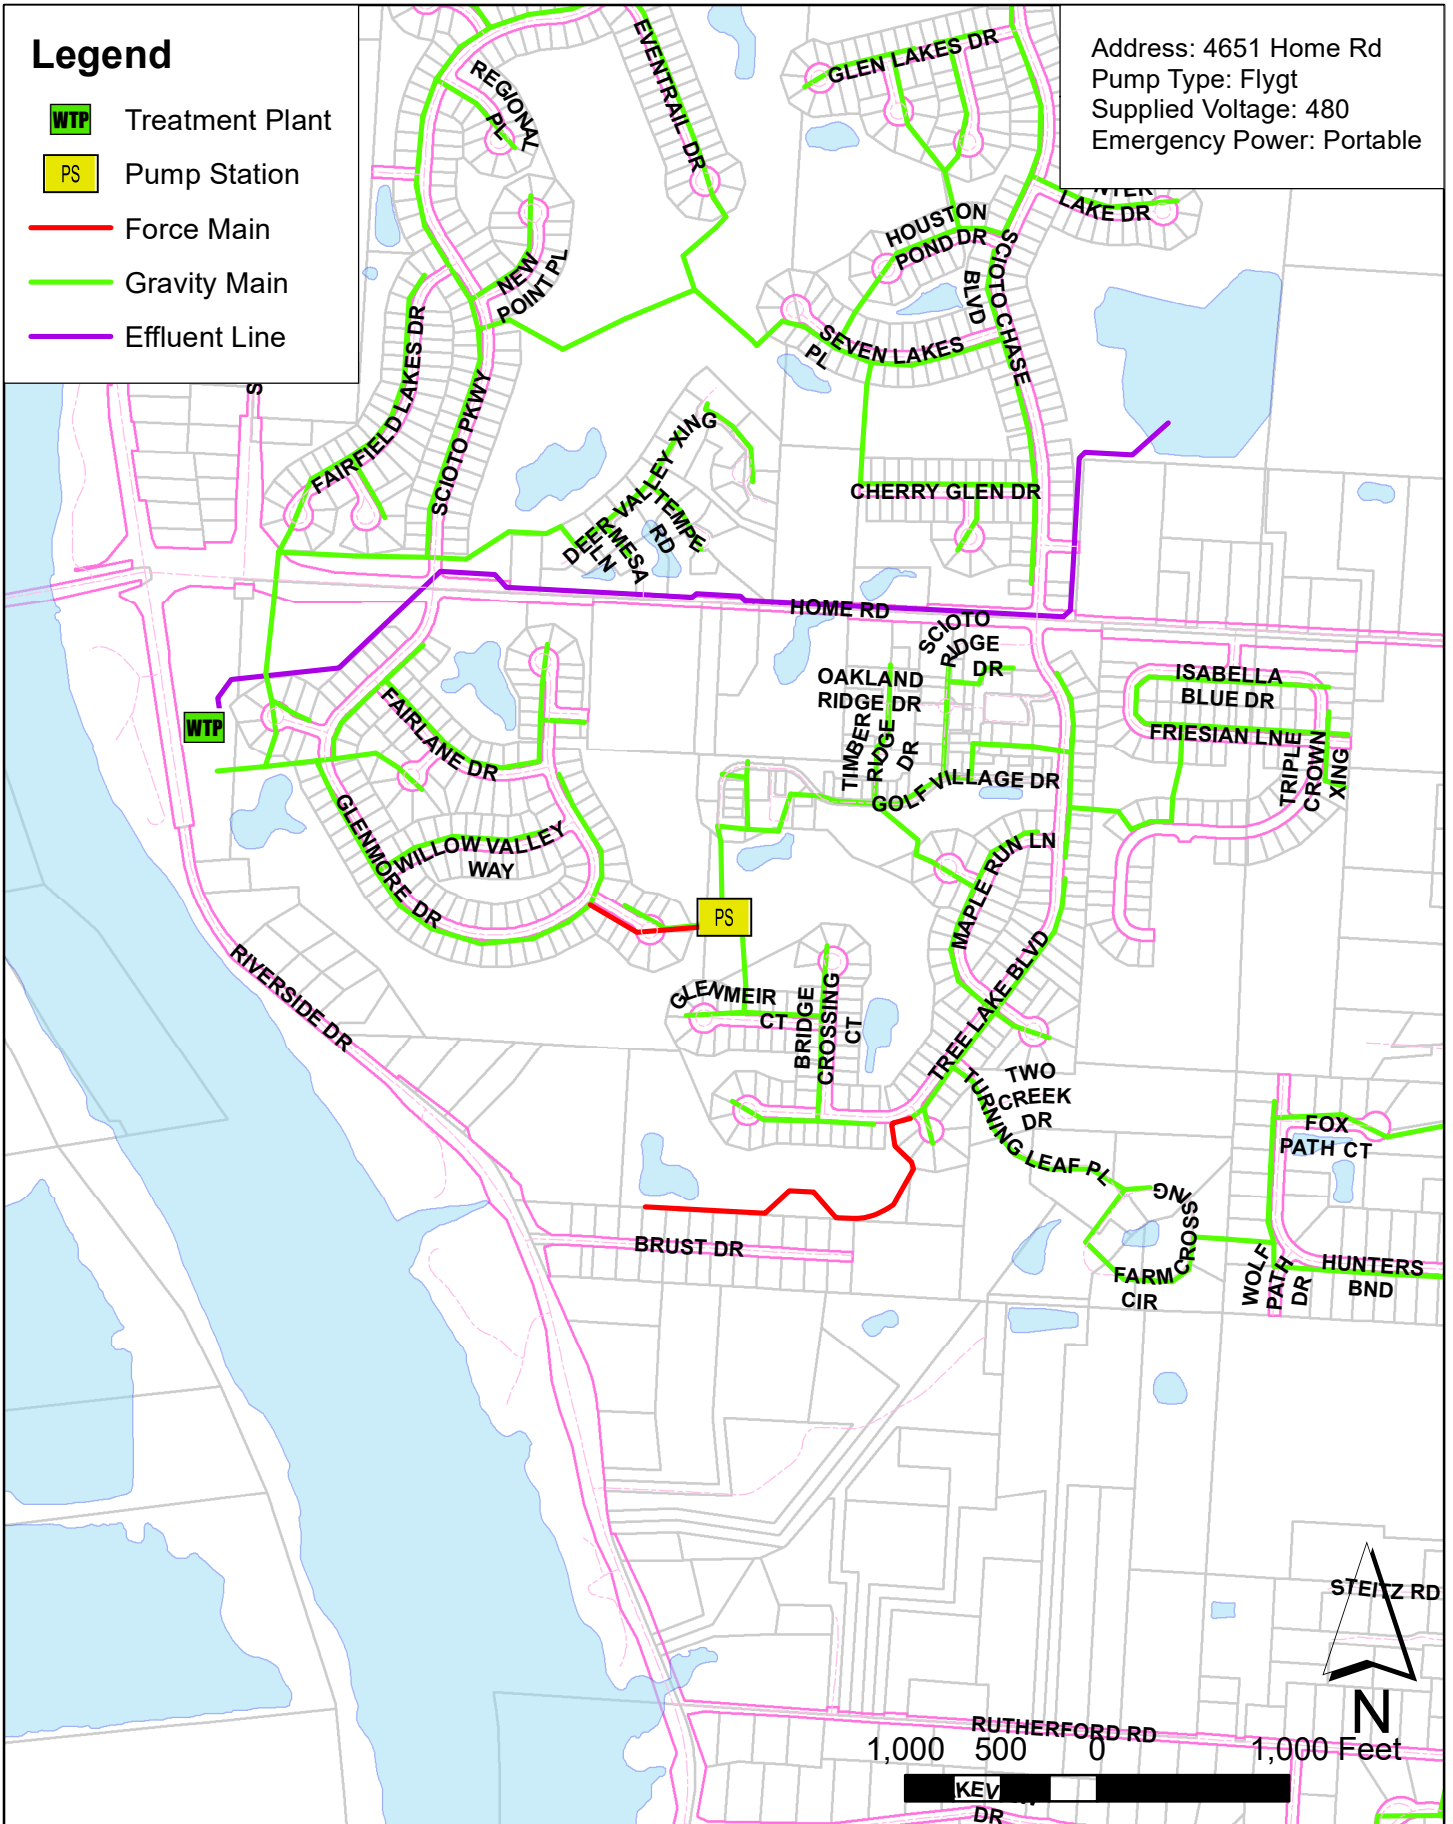 Legend
WTP Treatment Plant
PS Pump Station
Force Main
Gravity Main
Effluent Line
Address: 4651 Home Rd
Pump Type: Flygt
Supplied Voltage: 480
Emergency Power: Portable
REGIONAL
PL
EVENTRAIL DR
GLEN LAKES DR
LAKE DR
HOUSTON
POND DR
SCIOTO CHASE
BLVD
NEW
POINT PL
SEVEN LAKES
PL
S
FAIRFIELD LAKES DR
SCIOTO PKWY
DEER VALLEY XING
TEMPE
RD
MESA
LN
CHERRY GLEN DR
HOME RD
SCIOTO
RIDGE
DR
OAKLAND
RIDGE DR
TIMBER
RIDGE
DR
ISABELLA
BLUE DR
FRIESIAN LN
TRIPLE
CROWN
XING
WTP
FAIRLANE DR
GOLF VILLAGE DR
GLENMORE DR
WILLOW VALLEY
WAY
MAPLE RUN LN
PS
RIVERSIDE DR
GLENMEIR
CT
BRIDGE
CROSSING
CT
TREE LAKE BLVD
TWO
CREEK
DR
TURNING LEAF PL
FOX
PATH CT
CROSSING
FARM
CIR
WOLF
PATH
DR
HUNTERS
BND
BRUST DR
STEITZ RD
N
RUTHERFORD RD
1,000 500 0 1,000 Feet
DR